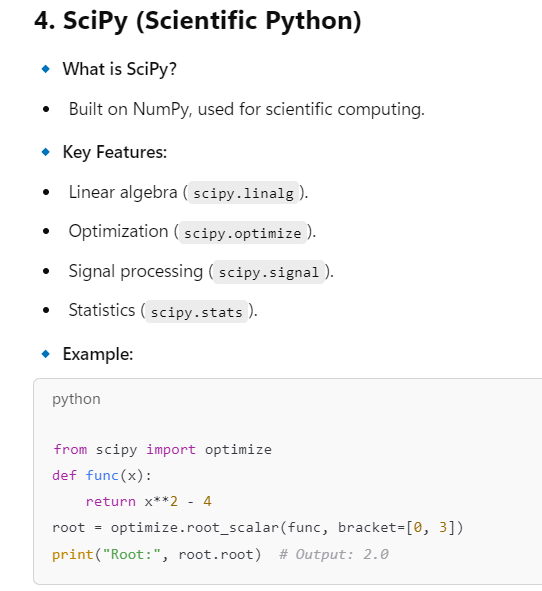 4. SciPy (Scientific Python)
What is SciPy?
Built on NumPy, used for scientific computing.
Key Features:
Linear algebra (scipy.linalg).
Optimization (scipy.optimize).
Signal processing (scipy.signal).
Statistics (scipy.stats).
Example:
python
from scipy import optimize
def func(x):
    return x**2 - 4
root = optimize.root_scalar(func, bracket=[0, 3])
print("Root:", root.root)  # Output: 2.0